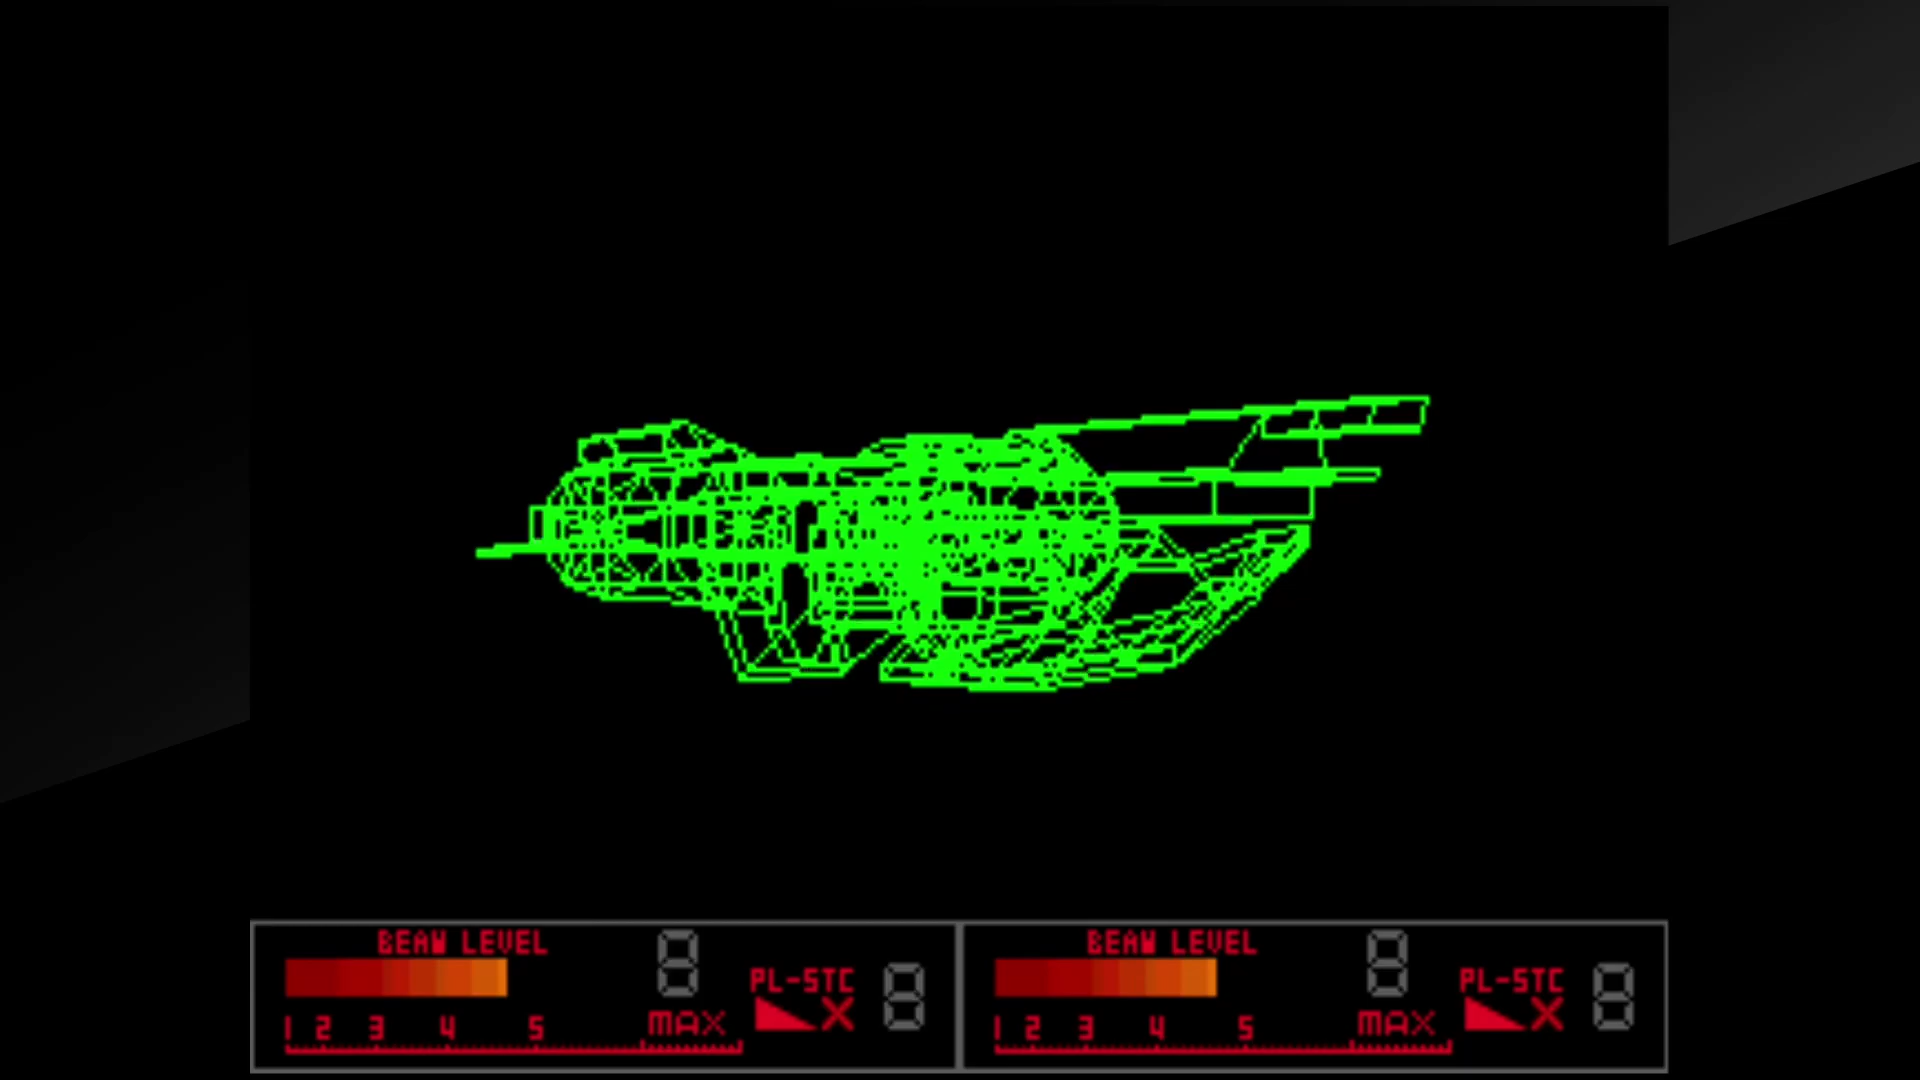 BEAM LEVEL
8
PL-STC
X 8
1 2 3 4 5 MAX
BEAM LEVEL
8
PL-STC
X 8
1 2 3 4 5 MAX